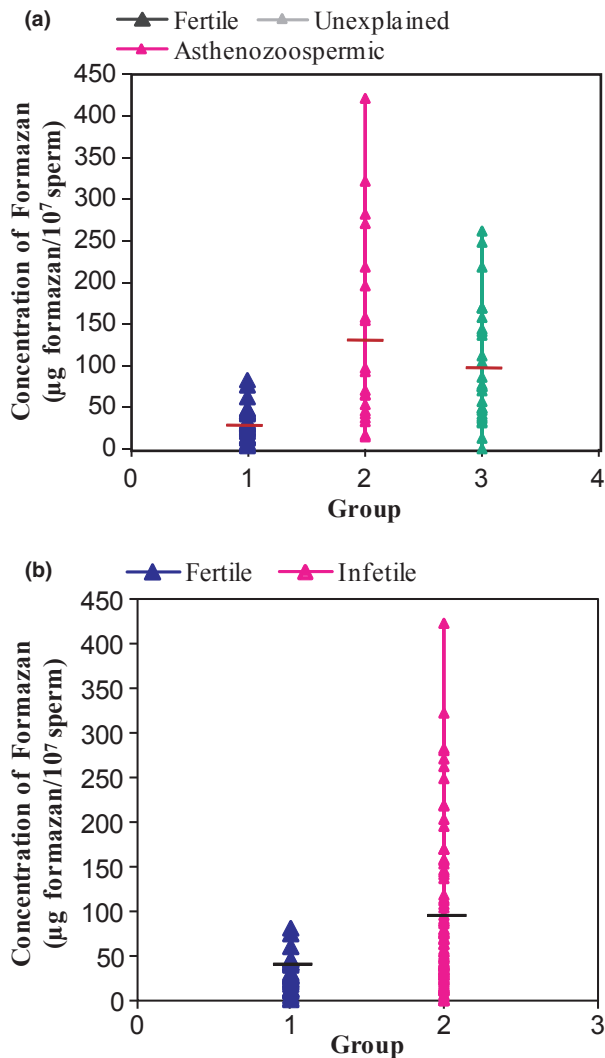 (a)
Fertile Unexplained
Asthenozoospermic
Concentration of Formazan
(µg formazan/10⁷ sperm)
450
400
350
300
250
200
150
100
50
0
0 1 2 3 4
Group
(b)
Fertile Infetile
Concentration of Formazan
(µg formazan/10⁷ sperm)
450
400
350
300
250
200
150
100
50
0
0 1 2 3
Group